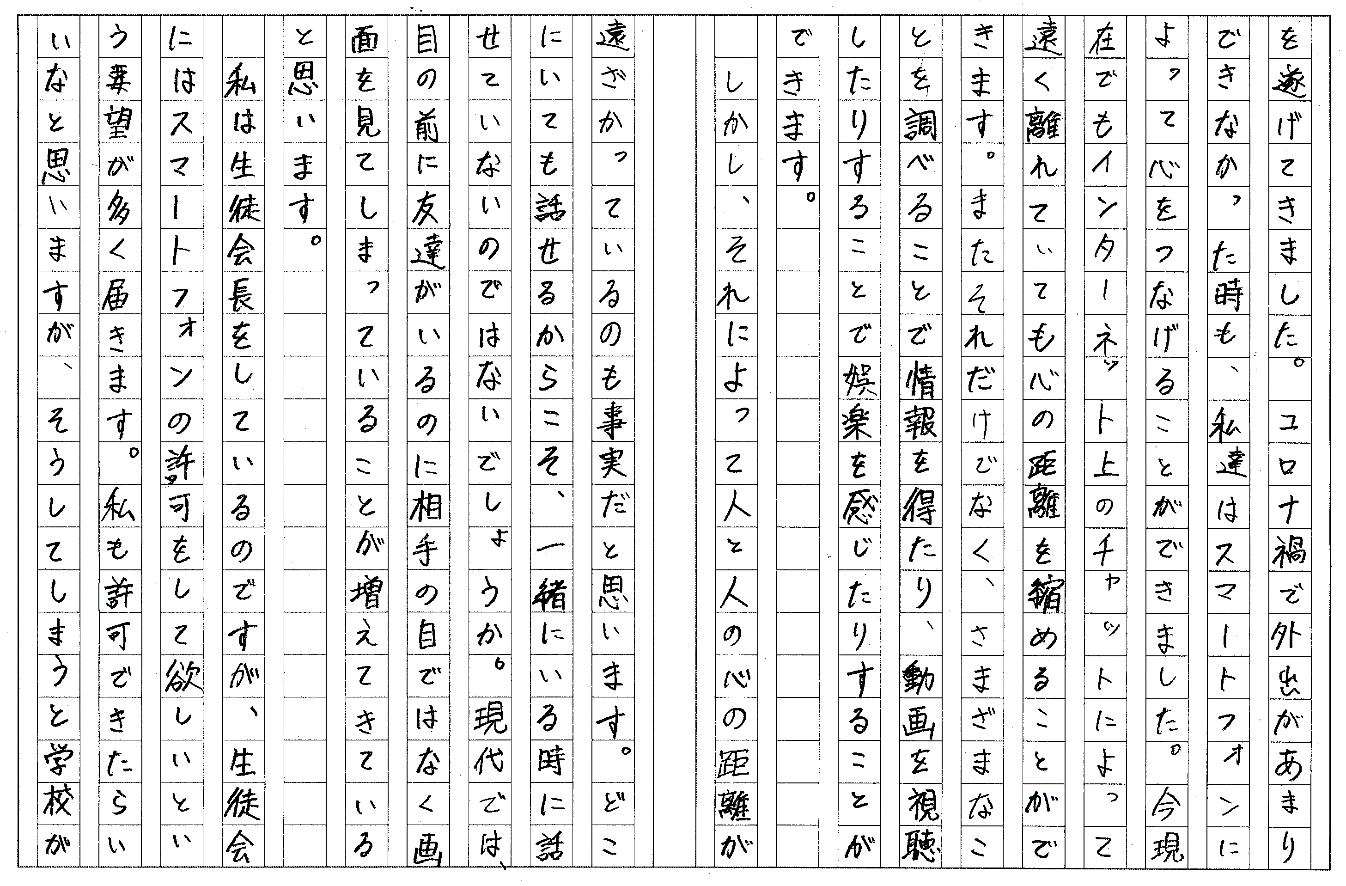 を遂げてきました。コロナ禍で外出があまり
できなかった時も、私達はスマートフォンに
よって心をつなげることができました。今現
在でもインターネット上のチャットによって
遠く離れていても心の距離を縮めることがで
きます。またそれだけでなく、さまざまなこ
とを調べることで情報を得たり、動画を視聴
したりすることで娯楽を感じたりすることが
できます。
しかし、それによって人と人の心の距離が
遠ざかっているのも事実だと思います。どこ
にいても話せるからこそ、一緒にいる時に話
せていないのではないでしょうか。現代では、
目の前に友達がいるのに相手の目ではなく画
面を見てしまっていることが増えてきている
と思います。
私は生徒会長をしているのですが、生徒会
にはスマートフォンの許可をして欲しいとい
う要望が多く届きます。私も許可できたらい
いなと思いますが、そうしてしまうと学校が